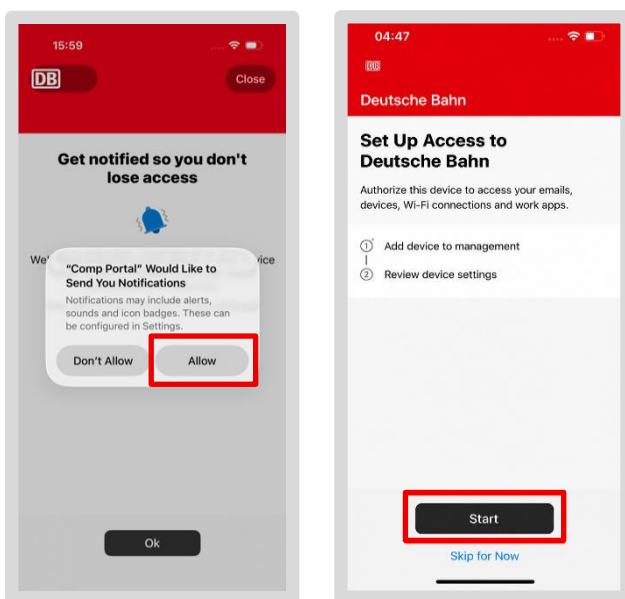 15:59
DB
Close
Get notified so you don't
lose access
We'
vice
"Comp Portal" Would Like to
Send You Notifications
Notifications may include alerts,
sounds and icon badges. These can
be configured in Settings.
Don't Allow
Allow
Ok
04:47
DB
Deutsche Bahn
Set Up Access to
Deutsche Bahn
Authorize this device to access your emails,
devices, Wi-Fi connections and work apps.
1 Add device to management
2 Review device settings
Start
Skip for Now